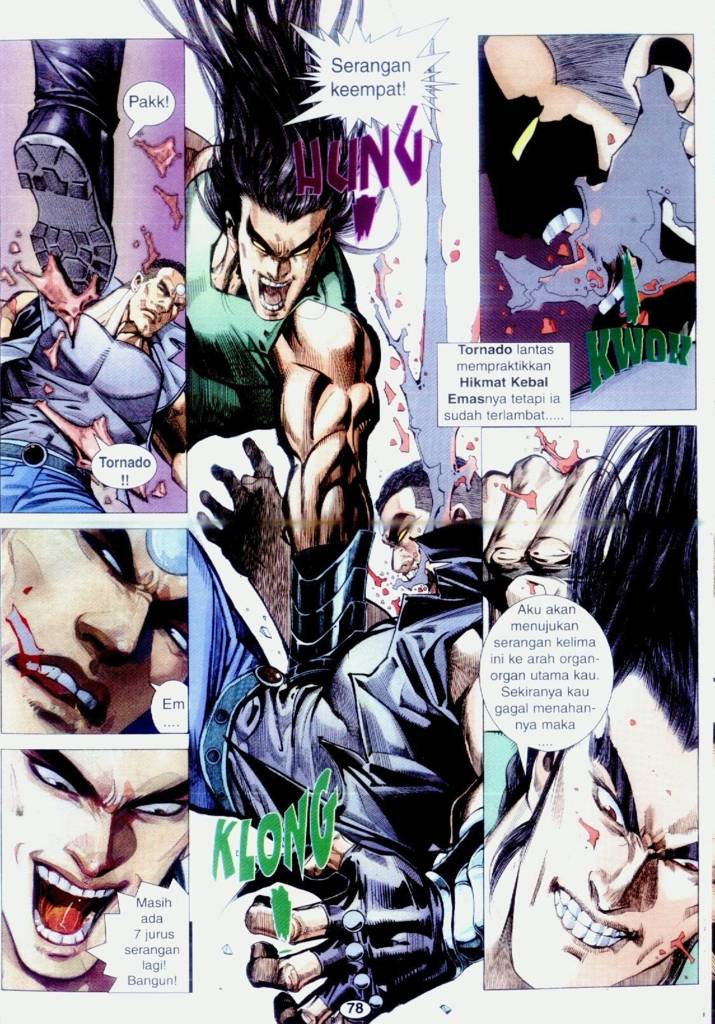 Pakk!
Tornado
!!
Serangan
keempat!
HUNG!
KWOH!
Tornado lantas
mempraktikkan
Hikmat Kebal
Emasnya tetapi ia
sudah terlambat.....
Em
....
Masih
ada
7 jurus
serangan
lagi!
Bangun!
KLONG!
Aku akan
menujukan
serangan kelima
ini ke arah organ-
organ utama kau.
Sekiranya kau
gagal menahan-
nya maka
....
78